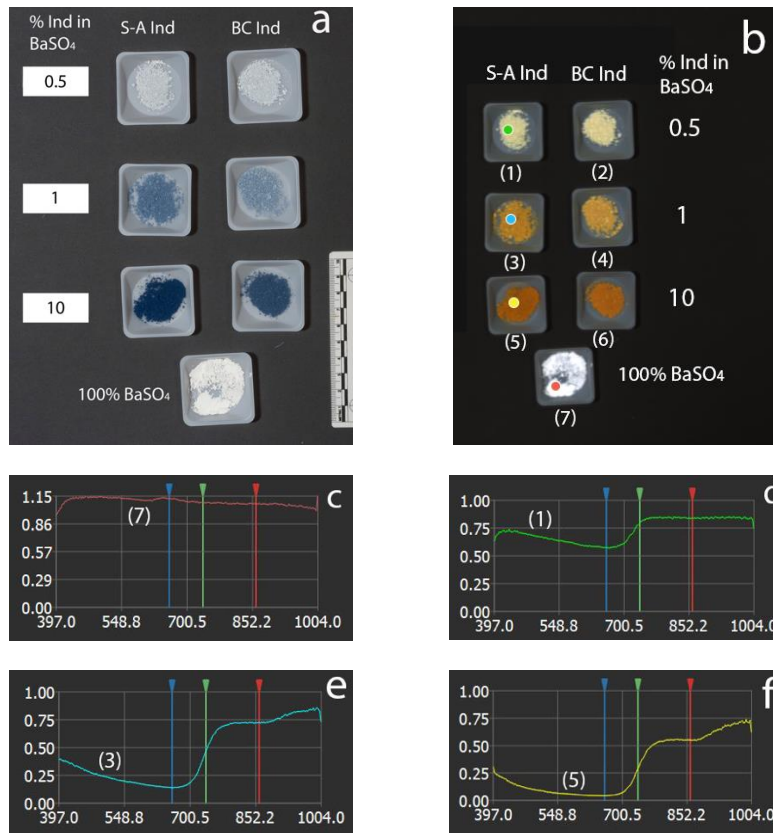 % Ind in
BaSO₄
S-A Ind
BC Ind
a
0.5
1
10
100% BaSO₄
b
S-A Ind
BC Ind
% Ind in
BaSO₄
0.5
(1)
(2)
1
(3)
(4)
10
(5)
(6)
100% BaSO₄
(7)
c
1.15
0.86
0.57
0.29
0.00
(7)
397.0 548.8 700.5 852.2 1004.0
1.00
0.75
0.50
0.25
0.00
(1)
397.0 548.8 700.5 852.2 1004.0
e
1.00
0.75
0.50
0.25
0.00
(3)
397.0 548.8 700.5 852.2 1004.0
f
1.00
0.75
0.50
0.25
0.00
(5)
397.0 548.8 700.5 852.2 1004.0